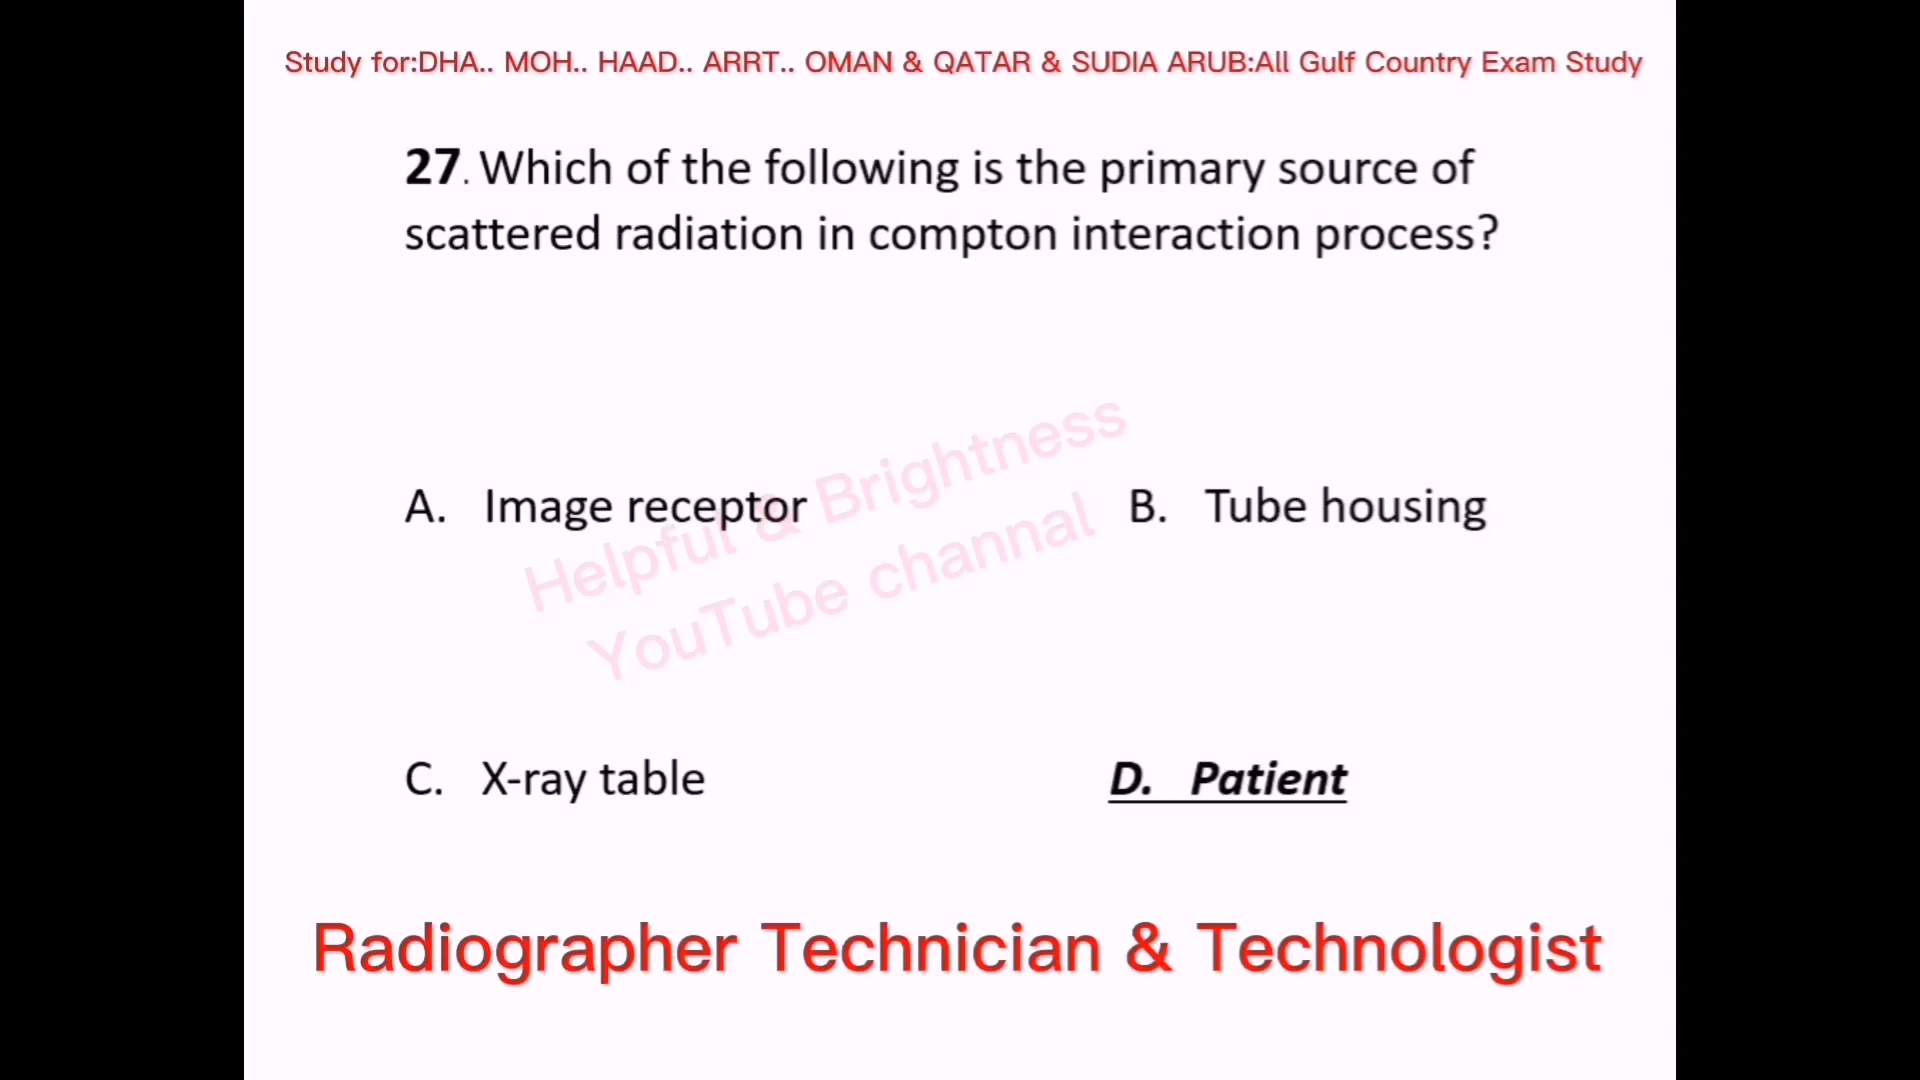 Study for:DHA.. MOH.. HAAD.. ARRT.. OMAN & QATAR & SUDIA ARUB:All Gulf Country Exam Study
27. Which of the following is the primary source of
scattered radiation in compton interaction process?
A. Image receptor
B. Tube housing
Helpful & Brightness
YouTube channal
C. X-ray table
D. Patient
Radiographer Technician & Technologist